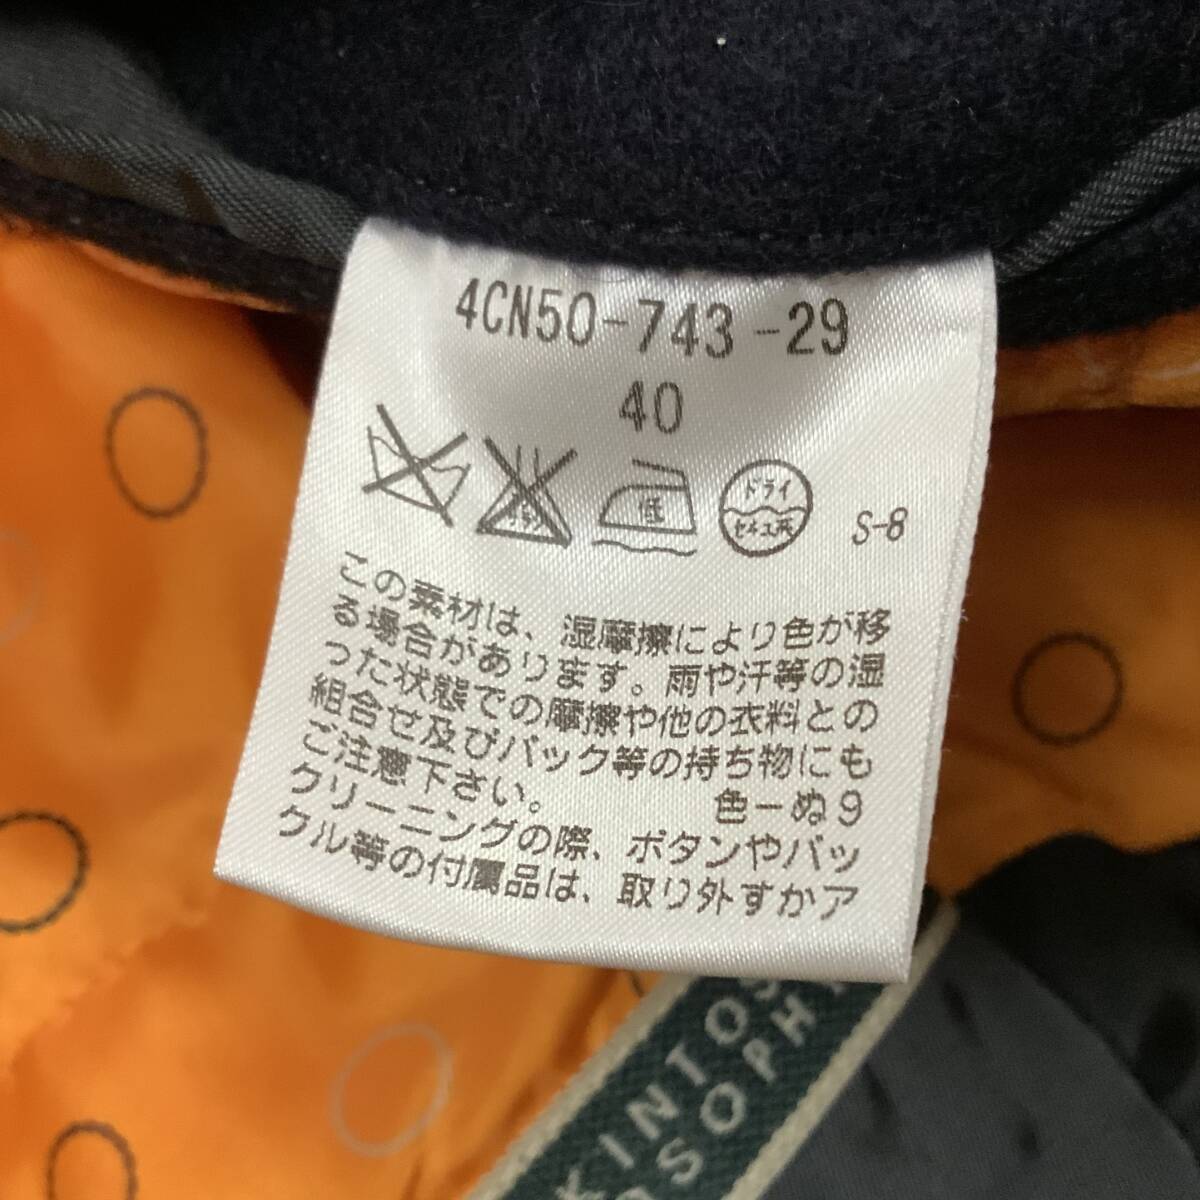 4CN50-743-29
40
低
ドライ
セキユ系
S-8
この素材は、湿摩擦により色が移
る場合があります。雨や汗等の湿
った状態での摩擦や他の衣料との
組合せ及びバック等の持ち物にも
ご注意下さい。
色ーぬ9
クリーニングの際、ボタンやバッ
クル等の付属品は、取り外すかア
KINTOS
OSOPH